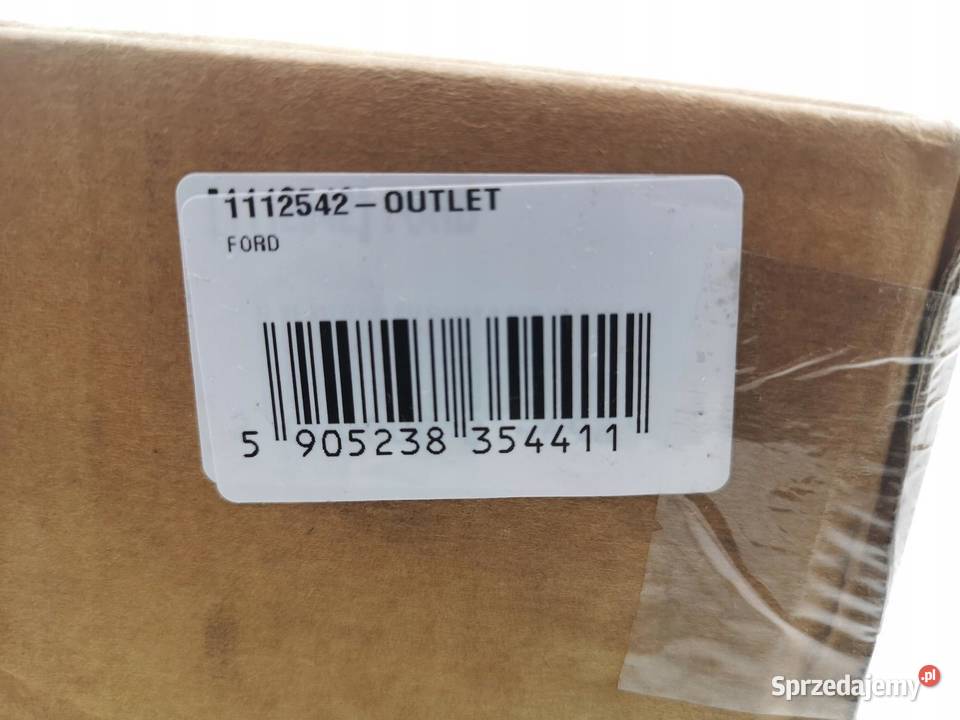 1112542-OUTLET
FORD
5 905238 354411
Sprzedajemy.pl